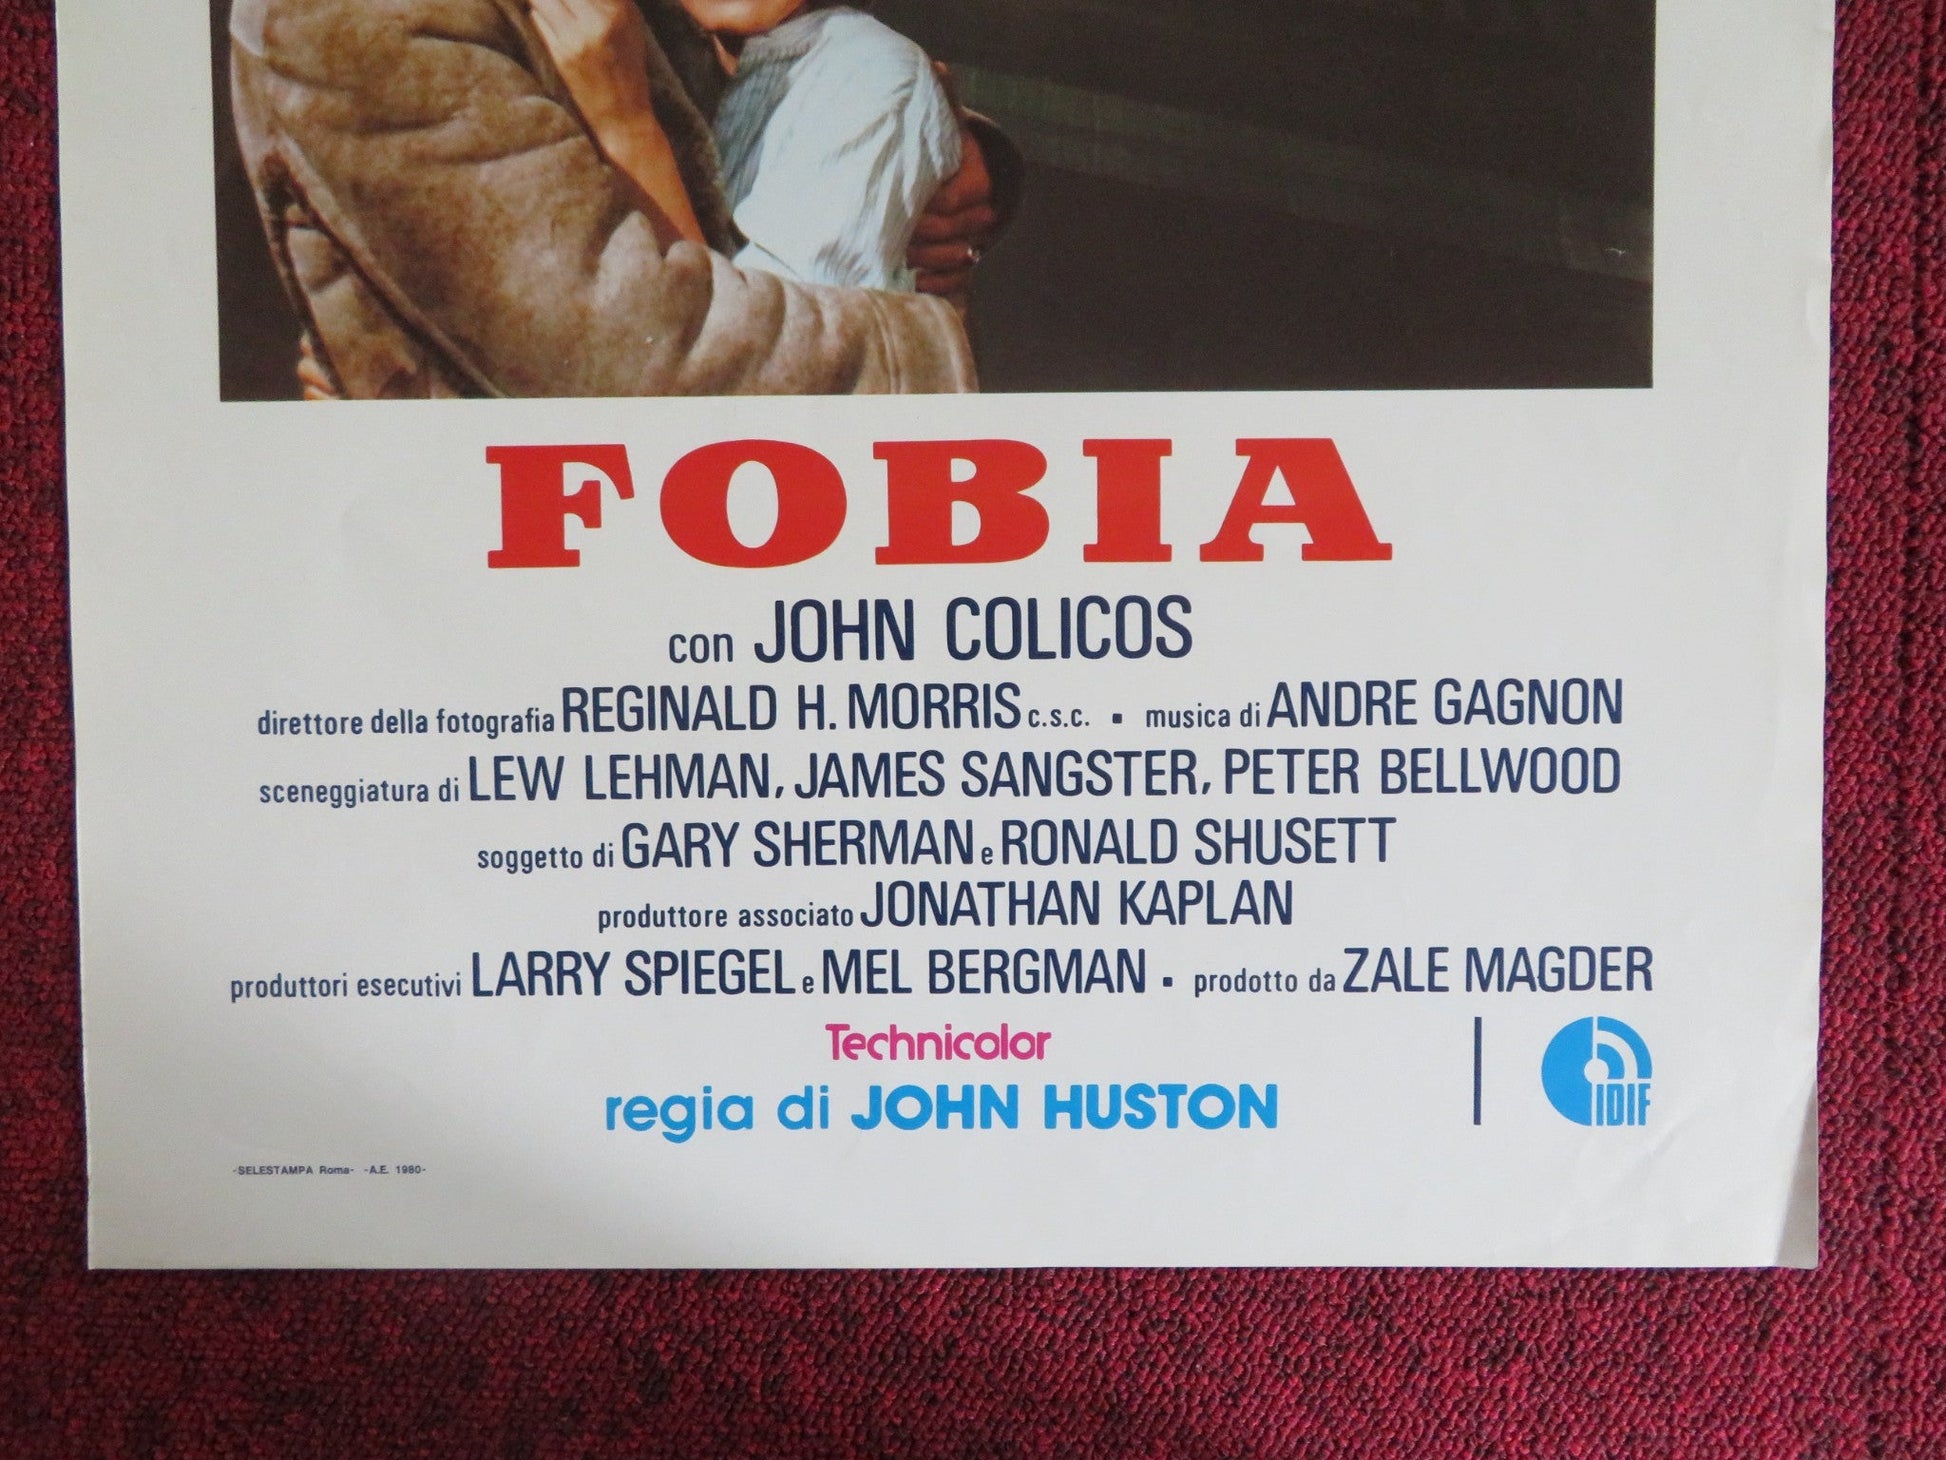 FOBIA
con JOHN COLICOS
direttore della fotografia REGINALD H. MORRIS c.s.c. ▪ musica di ANDRE GAGNON
sceneggiatura di LEW LEHMAN, JAMES SANGSTER, PETER BELLWOOD
soggetto di GARY SHERMAN e RONALD SHUSETT
produttore associato JONATHAN KAPLAN
produttori esecutivi LARRY SPIEGEL e MEL BERGMAN ▪ prodotto da ZALE MAGDER
Technicolor
regia di JOHN HUSTON
IDIF
-SELESTAMPA Roma- -A.E. 1980-